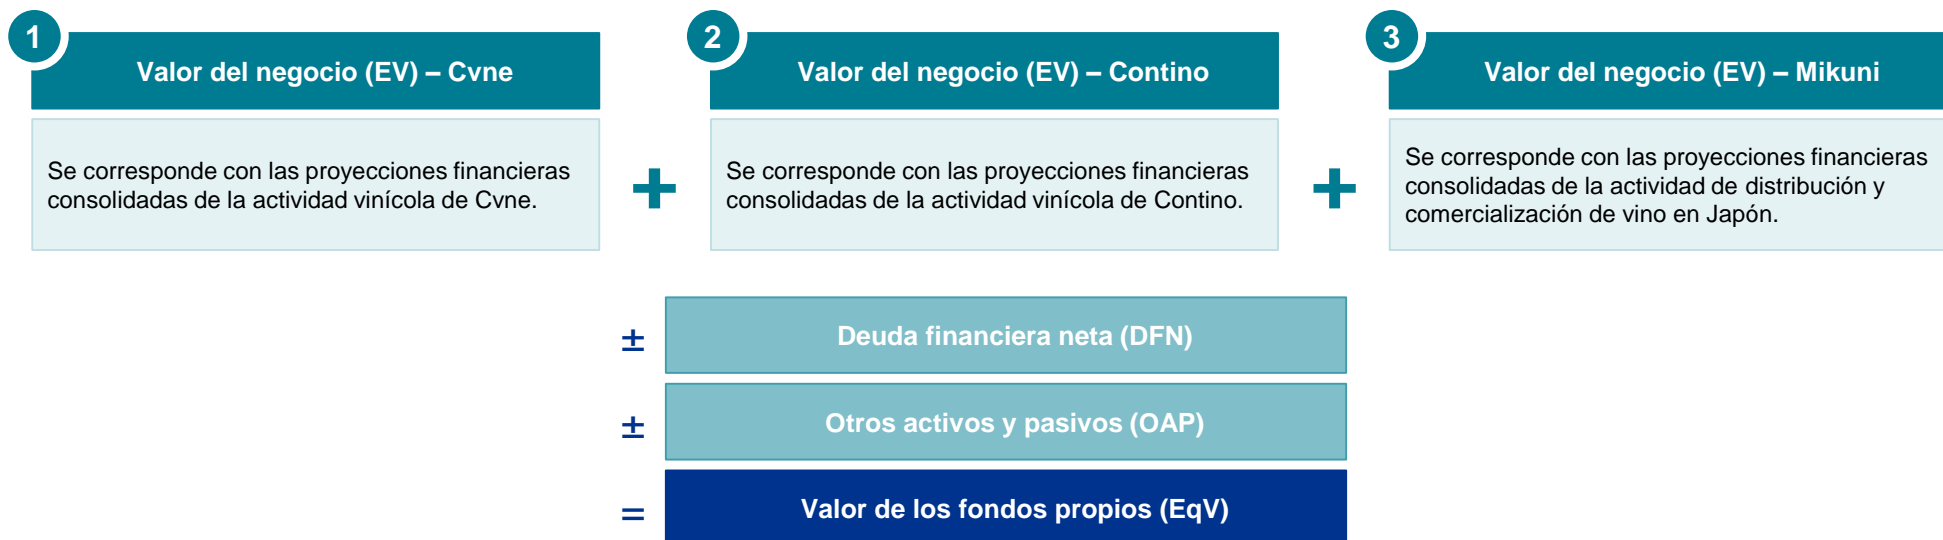 1
Valor del negocio (EV) – Cvne
Se corresponde con las proyecciones financieras
consolidadas de la actividad vinícola de Cvne.
+
2
Valor del negocio (EV) – Contino
Se corresponde con las proyecciones financieras
consolidadas de la actividad vinícola de Contino.
+
3
Valor del negocio (EV) – Mikuni
Se corresponde con las proyecciones financieras
consolidadas de la actividad de distribución y
comercialización de vino en Japón.
± Deuda financiera neta (DFN)
± Otros activos y pasivos (OAP)
= Valor de los fondos propios (EqV)